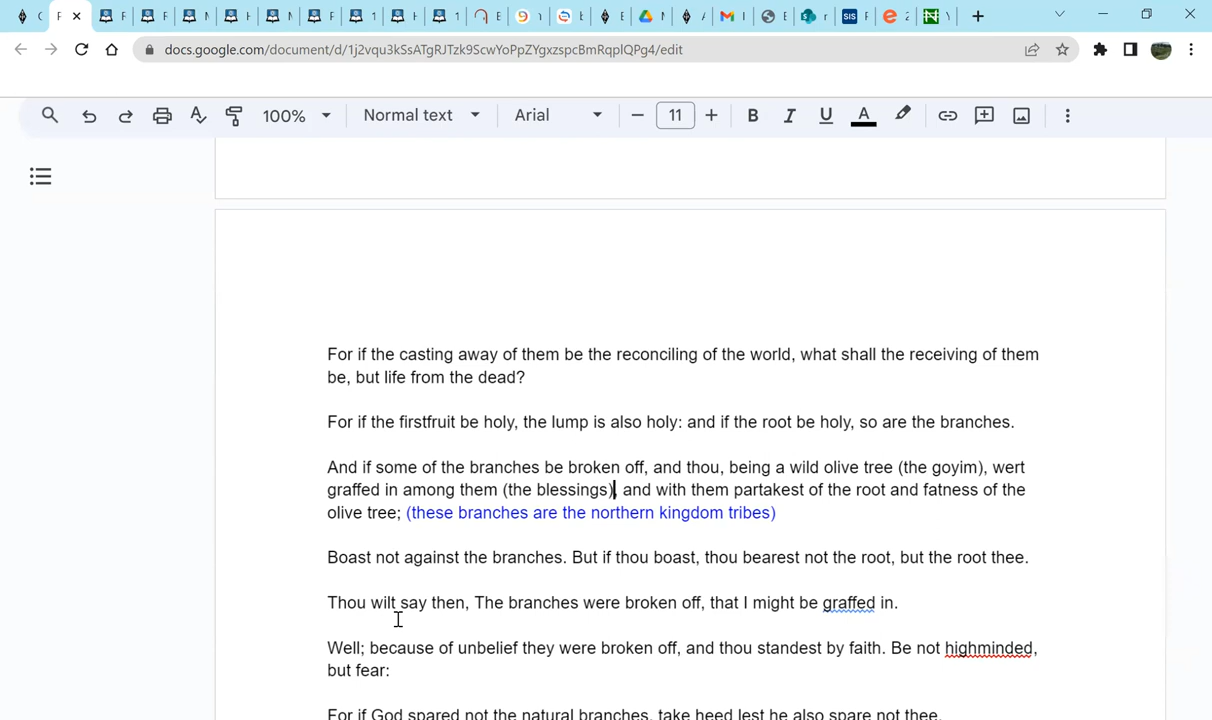 docs.google.com/document/d/1j2vqu3kSsATgRJTzk9ScwYoPpZYgxzspcBmRqplQPg4/edit
100% Normal text Arial 11 B I U A
For if the casting away of them be the reconciling of the world, what shall the receiving of them
be, but life from the dead?
For if the firstfruit be holy, the lump is also holy: and if the root be holy, so are the branches.
And if some of the branches be broken off, and thou, being a wild olive tree (the goyim), wert
graffed in among them (the blessings), and with them partakest of the root and fatness of the
olive tree; (these branches are the northern kingdom tribes)
Boast not against the branches. But if thou boast, thou bearest not the root, but the root thee.
Thou wilt say then, The branches were broken off, that I might be graffed in.
Well; because of unbelief they were broken off, and thou standest by faith. Be not highminded,
but fear:
For if God spared not the natural branches, take heed lest he also spare not thee.